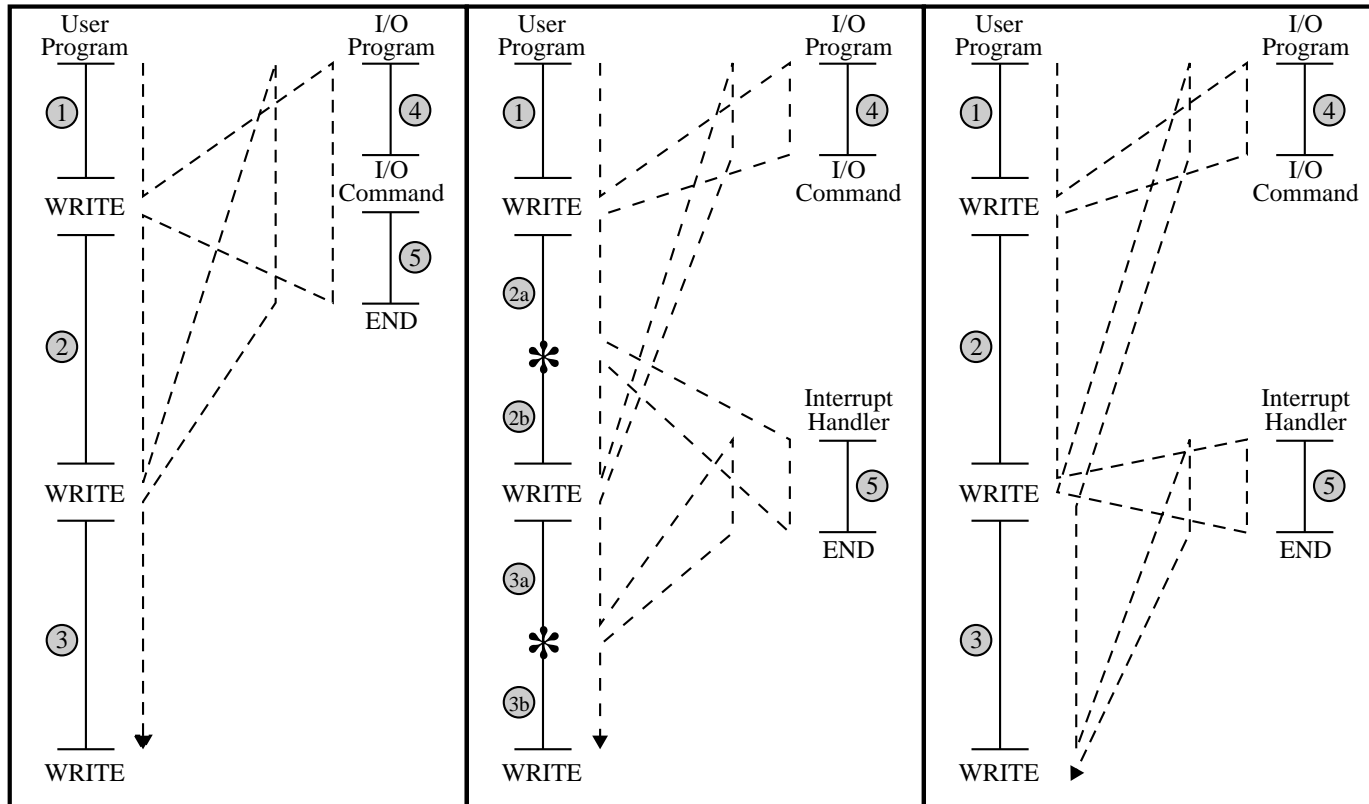 User
Program
I/O
Program
1
4
I/O
Command
WRITE
5
END
2
WRITE
3
WRITE
User
Program
I/O
Program
1
4
I/O
Command
WRITE
2a
2b
Interrupt
Handler
WRITE
5
END
3a
3b
WRITE
User
Program
I/O
Program
1
4
I/O
Command
WRITE
2
Interrupt
Handler
WRITE
5
END
3
WRITE